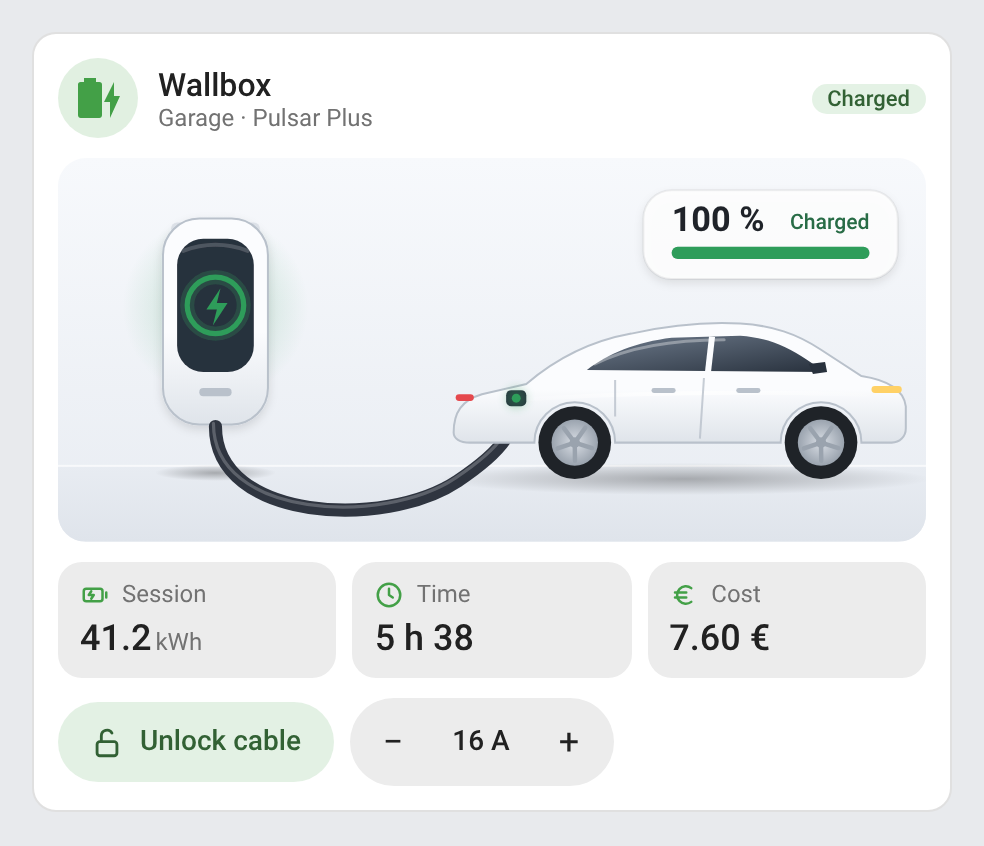 Wallbox
Garage · Pulsar Plus
Charged
100 % Charged
Session
41.2 kWh
Time
5 h 38
Cost
7.60 €
Unlock cable
− 16 A +